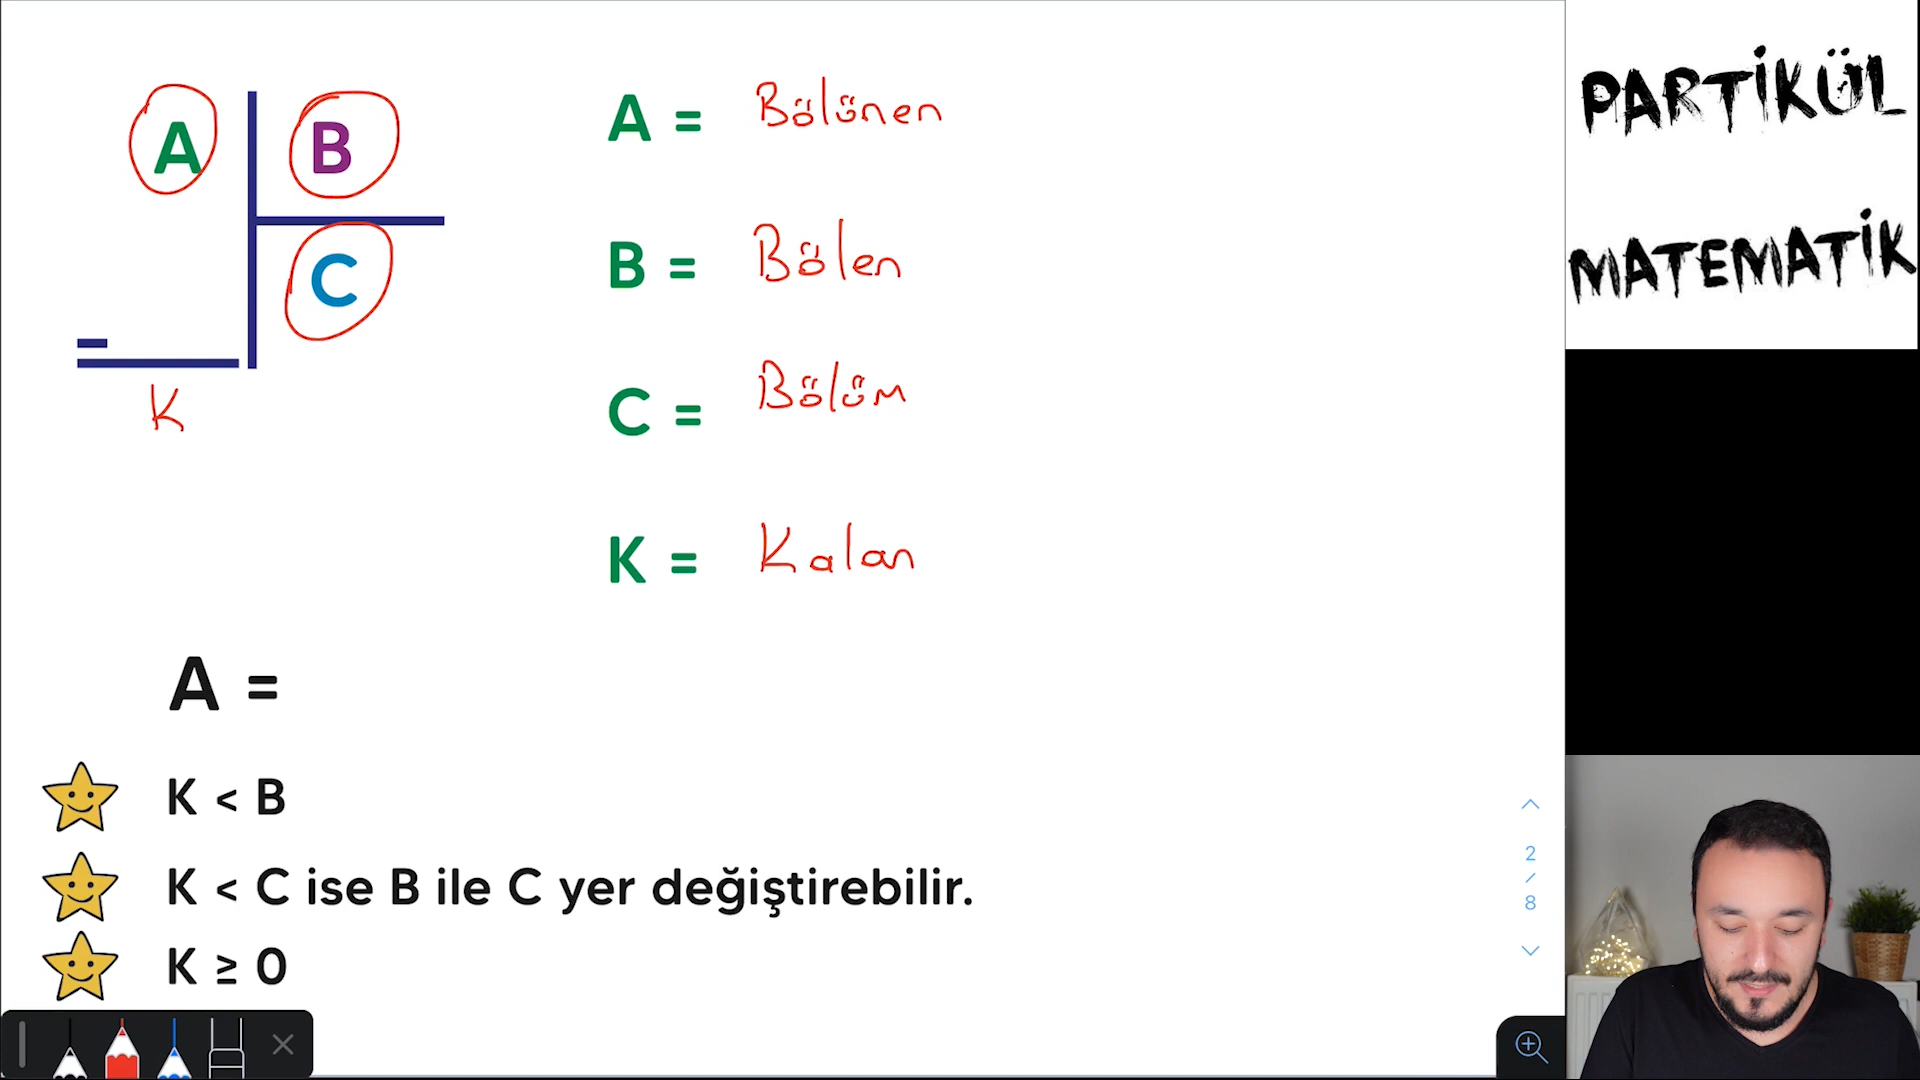 A
B
C
K
A = Bölünen
B = Bölen
C = Bölüm
K = Kalan
A =
K < B
K < C ise B ile C yer değiştirebilir.
K ≥ 0
PARTİKÜL
MATEMATİK
2
/
8